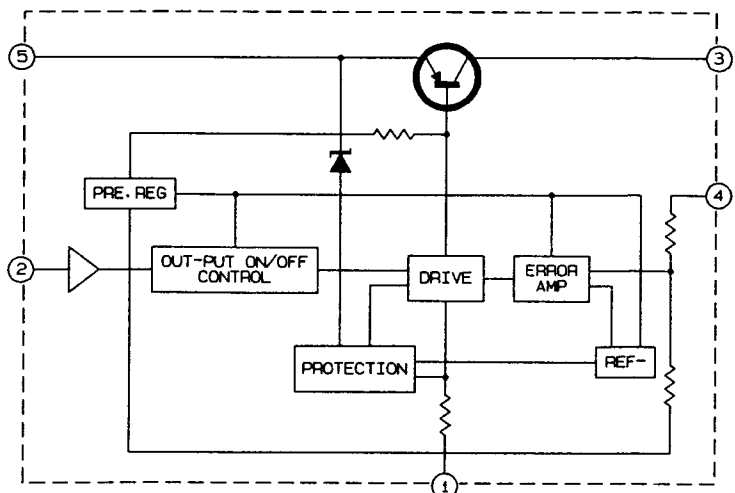 5
3
PRE.REG
4
2
OUT-PUT ON/OFF
CONTROL
DRIVE
ERROR
AMP
PROTECTION
REF-
1